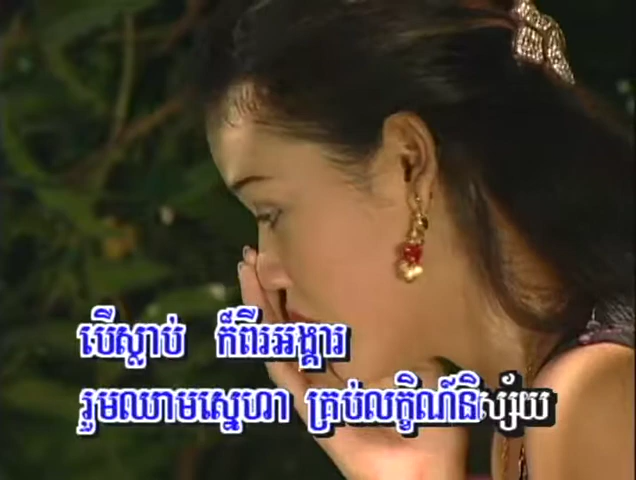 បើស្លាប់ ក៏ពីរអង្គារ
រួមឈាមស្នេហា គ្រប់លក្ខិណ៍និស្ស័យ